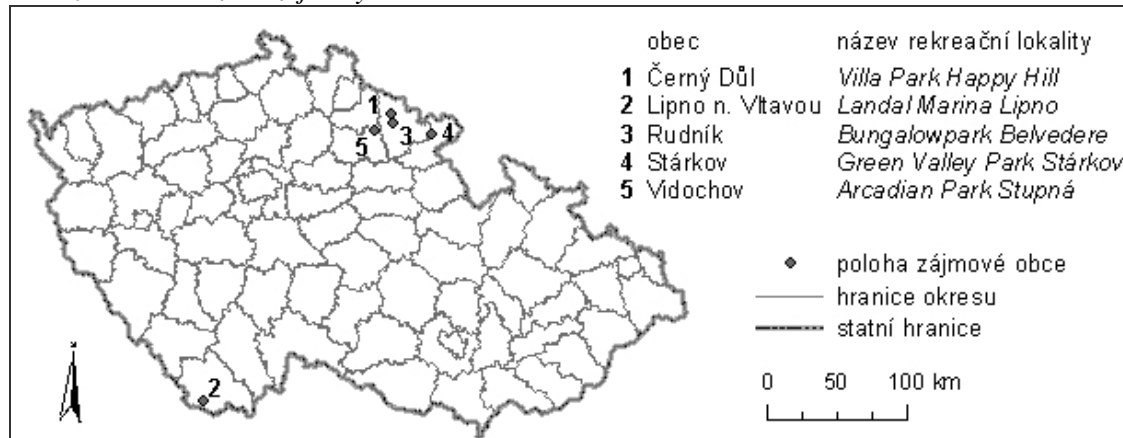 obec název rekreační lokality
1 Černý Důl Villa Park Happy Hill
2 Lipno n. Vltavou Landal Marina Lipno
3 Rudník Bungalowpark Belvedere
4 Stárkov Green Valley Park Stárkov
5 Vidochov Arcadian Park Stupná
1
3
4
5
poloha zájmové obce
hranice okresu
statní hranice
2
0 50 100 km